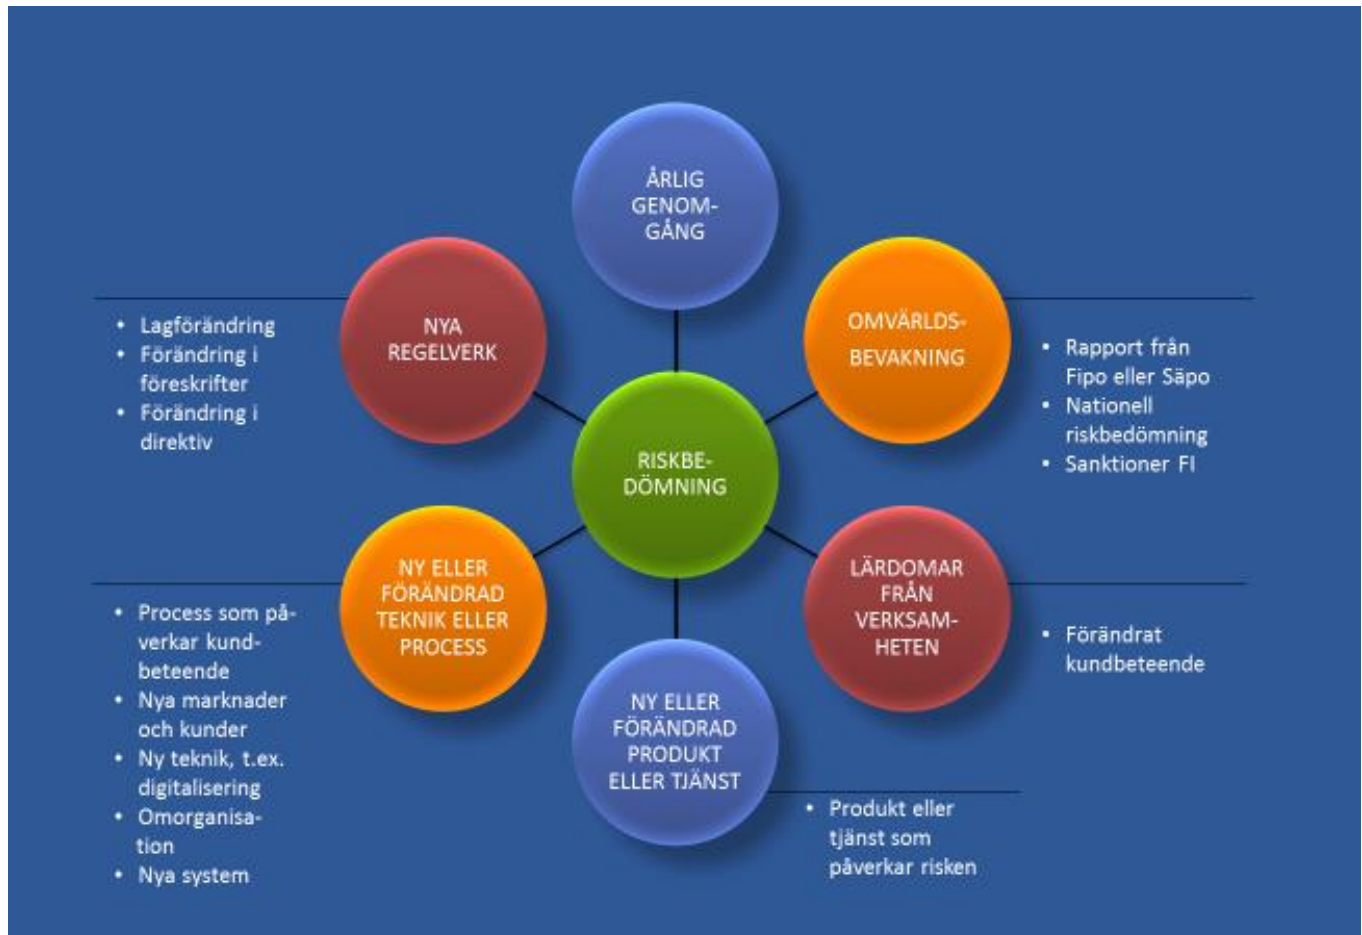 ÅRLIG
GENOM-
GÅNG
OMVÄRLDS-
BEVAKNING
• Rapport från
Fipo eller Säpo
• Nationell
riskbedömning
• Sanktioner FI
LÄRDOMAR
FRÅN
VERKSAM-
HETEN
• Förändrat
kundbeteende
NY ELLER
FÖRÄNDRAD
PRODUKT
ELLER TJÄNST
• Produkt eller
tjänst som
påverkar risken
NY ELLER
FÖRÄNDRAD
TEKNIK ELLER
PROCESS
• Process som på-
verkar kund-
beteende
• Nya marknader
och kunder
• Ny teknik, t.ex.
digitalisering
• Omorganisa-
tion
• Nya system
NYA
REGELVERK
• Lagförändring
• Förändring i
föreskrifter
• Förändring i
direktiv
RISKBE-
DÖMNING